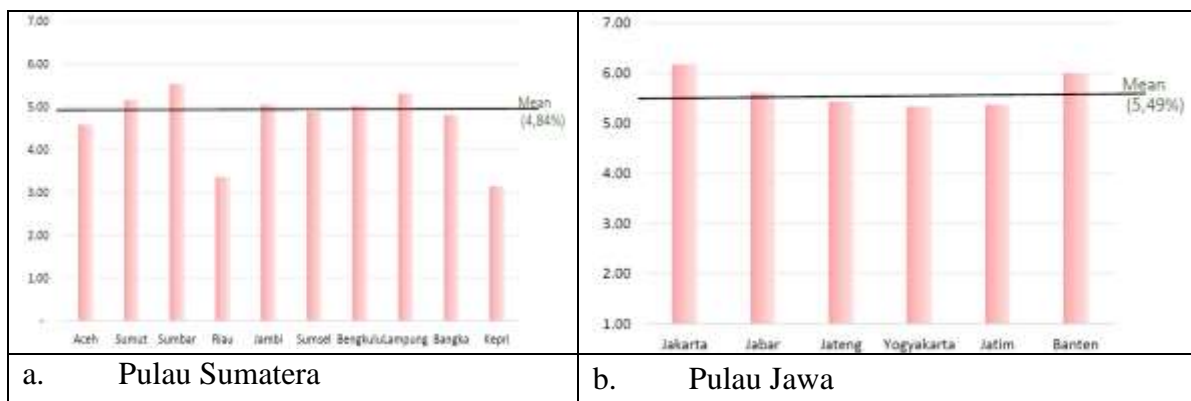 7.00
6.00
5.00
4.00
3.00
2.00
1.00
-
Mean
(4,84%)
Aceh Sumut Sumbar Riau Jambi Sumsel Bengkulu Lampung Bangka Kepri
a. Pulau Sumatera
7.00
6.00
5.00
4.00
3.00
2.00
1.00
Mean
(5,49%)
Jakarta Jabar Jateng Yogyakarta Jatim Banten
b. Pulau Jawa